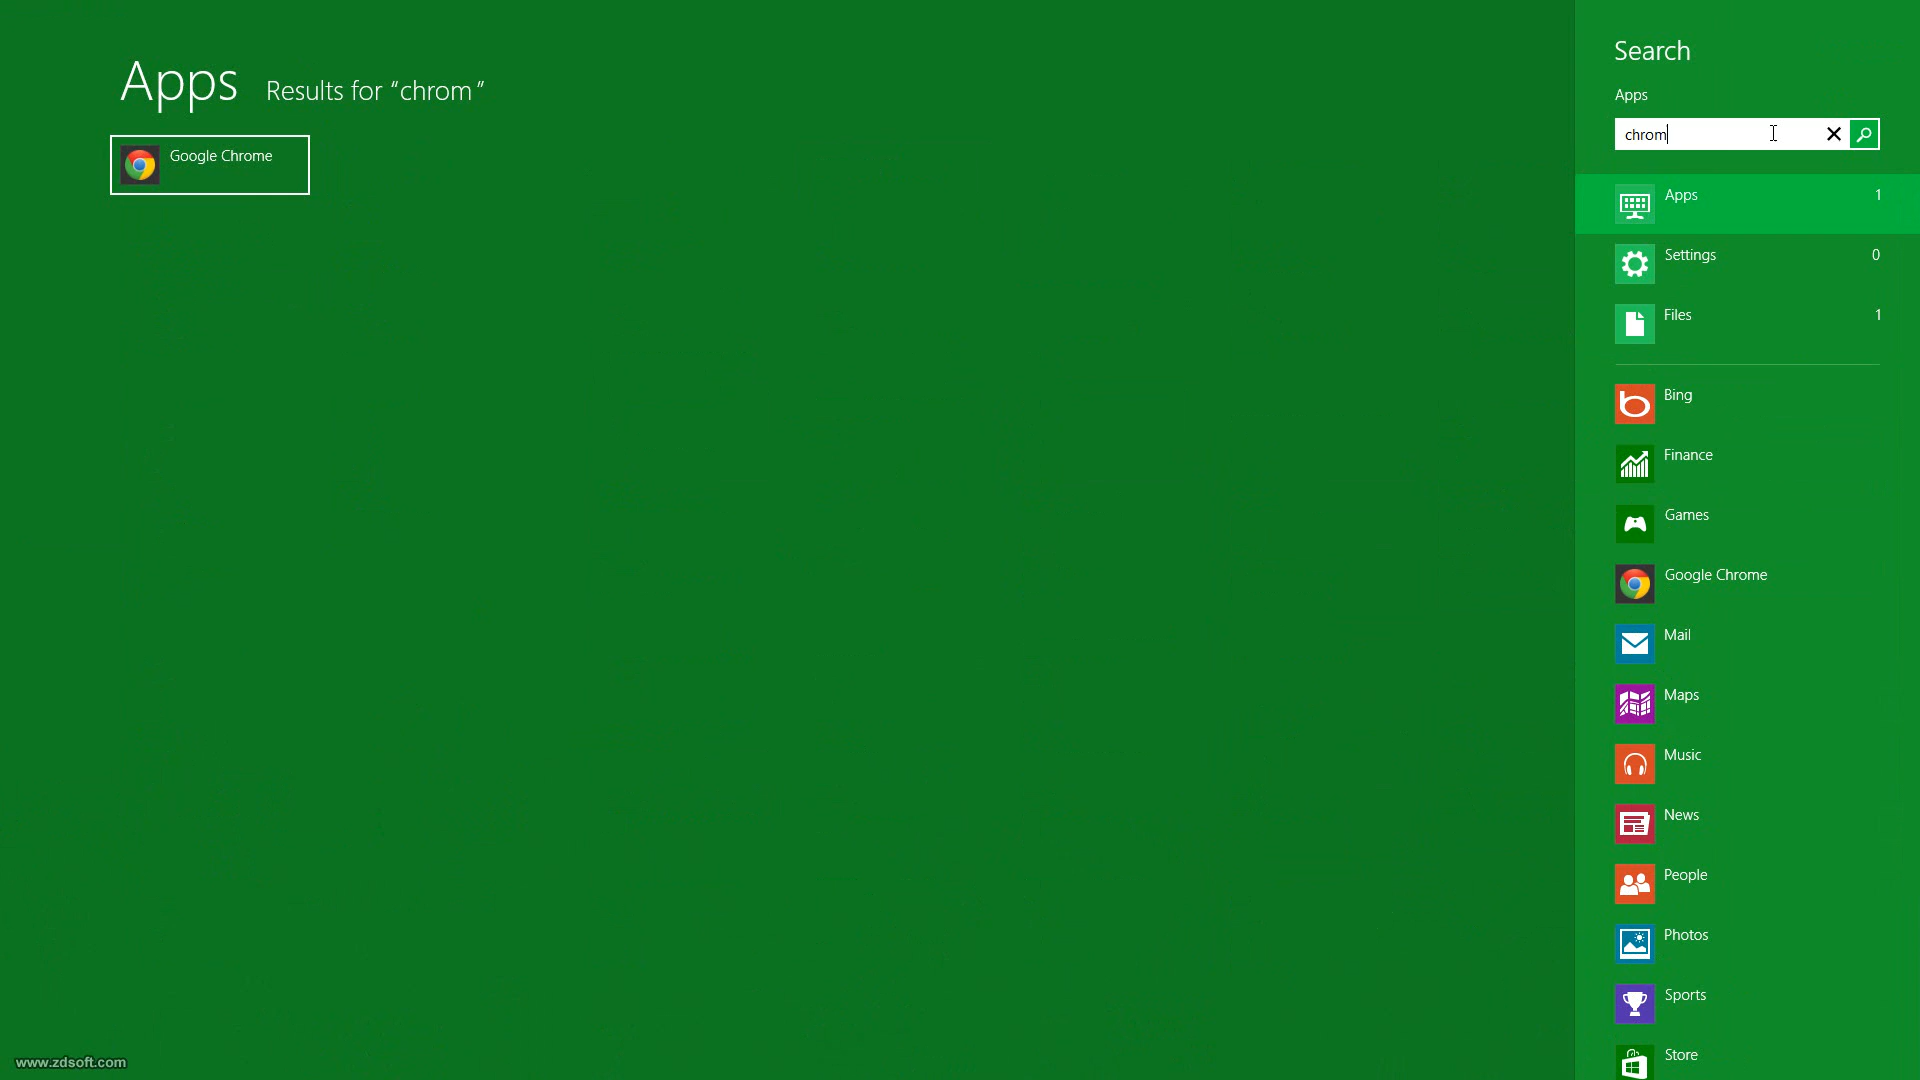 Apps Results for “chrom”
Google Chrome
Search
Apps
chrom
Apps 1
Settings 0
Files 1
Bing
Finance
Games
Google Chrome
Mail
Maps
Music
News
People
Photos
Sports
Store
www.zdsoft.com